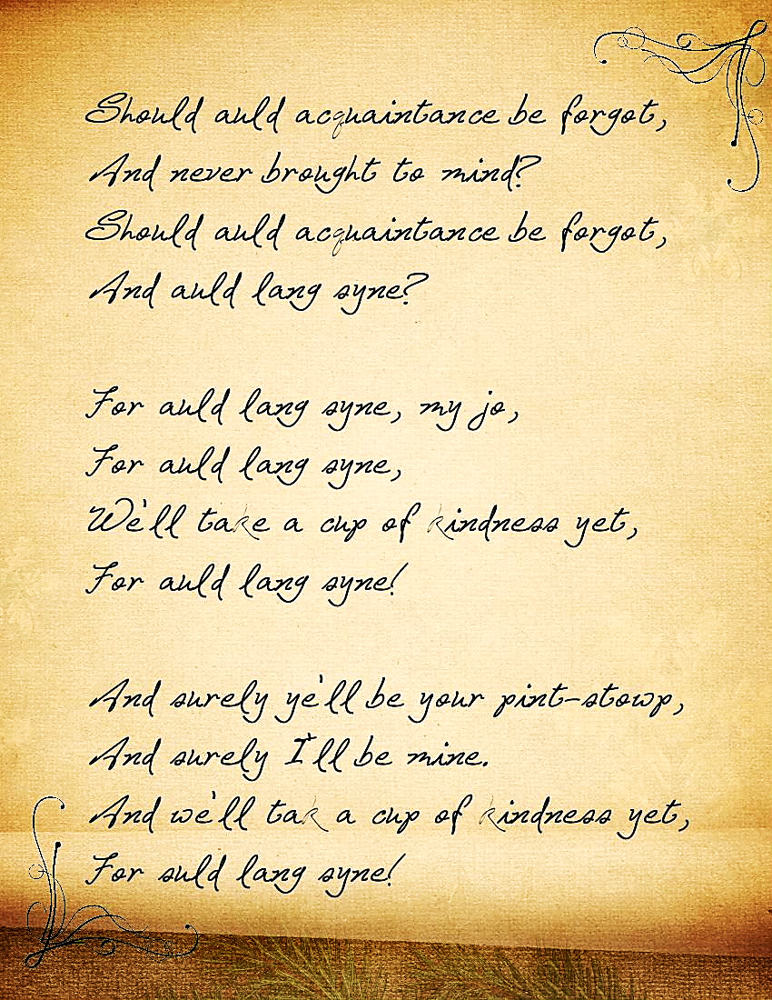 Should auld acquaintance be forgot,
And never brought to mind?
Should auld acquaintance be forgot,
And auld lang syne?
For auld lang syne, my jo,
For auld lang syne,
We'll take a cup of kindness yet,
For auld lang syne!
And surely ye'll be your pint-stowp,
And surely I'll be mine.
And we'll tak a cup of kindness yet,
For suld lang syne!